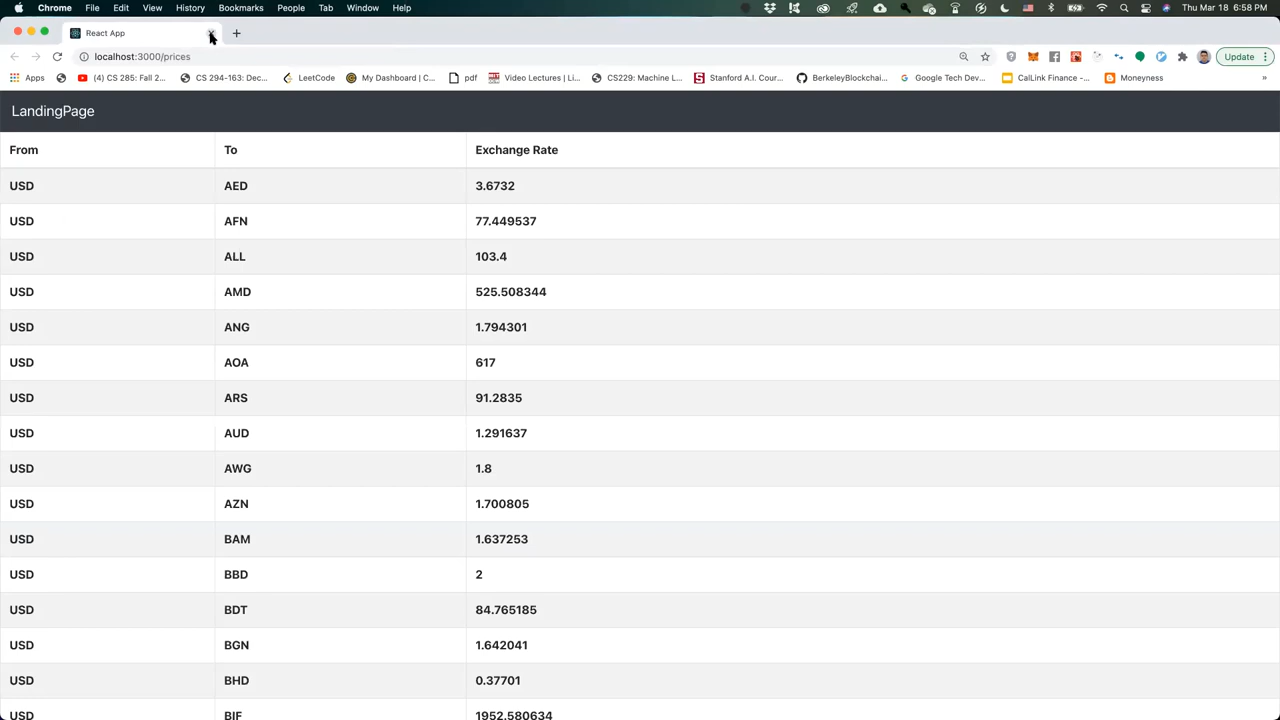 Chrome File Edit View History Bookmarks People Tab Window Help Thu Mar 18 6:58 PM
React App
localhost:3000/prices Update
Apps (4) CS 285: Fall 2... CS 294-163: Dec... LeetCode My Dashboard | C... pdf Video Lectures | Li... CS229: Machine L... Stanford A.I. Cour... BerkeleyBlockchai... Google Tech Dev... CalLink Finance -... Moneyness »
LandingPage
From To Exchange Rate
USD AED 3.6732
USD AFN 77.449537
USD ALL 103.4
USD AMD 525.508344
USD ANG 1.794301
USD AOA 617
USD ARS 91.2835
USD AUD 1.291637
USD AWG 1.8
USD AZN 1.700805
USD BAM 1.637253
USD BBD 2
USD BDT 84.765185
USD BGN 1.642041
USD BHD 0.37701
USD BIF 1952.580634